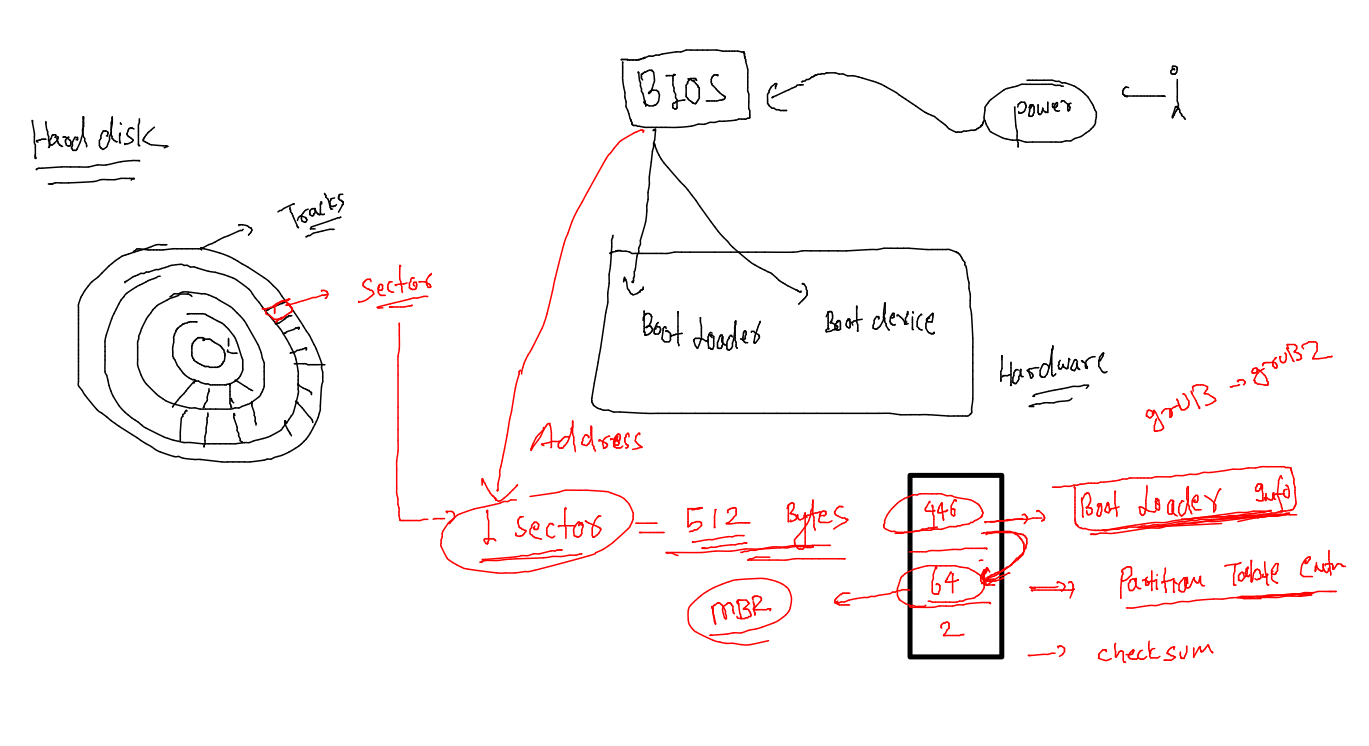 BIOS
power
Hard disk
Tracks
Sector
Boot Loader
Boot device
Hardware
grUB → gruB2
Address
1 sector = 512 Bytes
446
Boot Loader Info
64
Partition Table
MBR
2
checksum